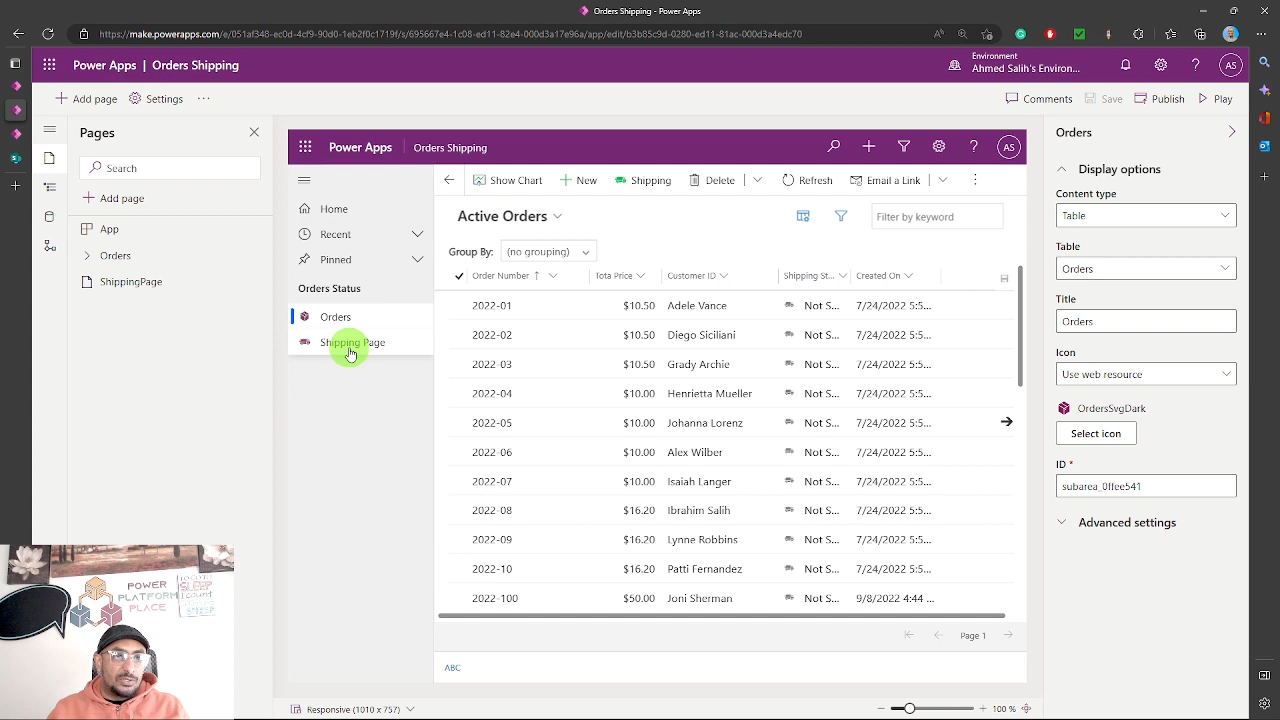 Orders Shipping - Power Apps
https://make.powerapps.com/e/051af348-ec0d-4df9-90d0-1eb2f0c1719f/s/695667e4-1c08-ed11-82e4-000d3a17e96a/app/edit/b3b85c9d-0280-ed11-81ac-000d3a4edc70
Power Apps | Orders Shipping
Environment
Ahmed Salih's Environ...
AS
Add page
Settings
Comments
Save
Publish
Play
Pages
Search
Add page
App
Orders
ShippingPage
Power Apps
Orders Shipping
AS
Home
Recent
Pinned
Orders Status
Orders
Shipping Page
Show Chart
New
Shipping
Delete
Refresh
Email a Link
Active Orders
Filter by keyword
Group By: (no grouping)
Order Number Tota Price Customer ID Shipping St... Created On
2022-01 $10.50 Adele Vance Not S... 7/24/2022 5:5...
2022-02 $10.50 Diego Siciliani Not S... 7/24/2022 5:5...
2022-03 $10.50 Grady Archie Not S... 7/24/2022 5:5...
2022-04 $10.00 Henrietta Mueller Not S... 7/24/2022 5:5...
2022-05 $10.00 Johanna Lorenz Not S... 7/24/2022 5:5...
2022-06 $10.00 Alex Wilber Not S... 7/24/2022 5:5...
2022-07 $10.00 Isaiah Langer Not S... 7/24/2022 5:5...
2022-08 $16.20 Ibrahim Salih Not S... 7/24/2022 5:5...
2022-09 $16.20 Lynne Robbins Not S... 7/24/2022 5:5...
2022-10 $16.20 Patti Fernandez Not S... 7/24/2022 5:5...
2022-100 $50.00 Joni Sherman Not S... 9/8/2022 4:44 ...
Page 1
ABC
Responsive (1010 x 757)
100 %
Orders
Display options
Content type
Table
Table
Orders
Title
Orders
Icon
Use web resource
OrdersSvgDark
Select icon
ID *
subarea_0ffee541
Advanced settings
POWER
PLATFORM
PLACE
SLEEP
count